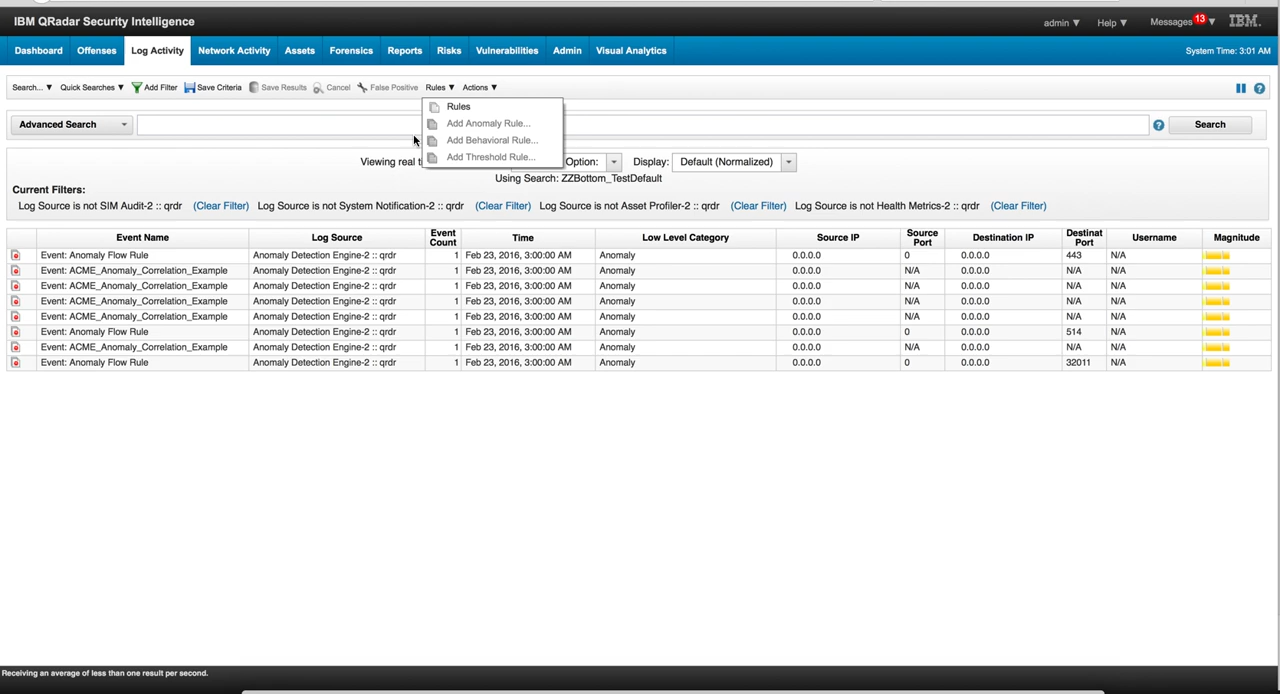 IBM QRadar Security Intelligence
admin ▼ Help ▼ Messages 13 ▼ IBM.
Dashboard Offenses Log Activity Network Activity Assets Forensics Reports Risks Vulnerabilities Admin Visual Analytics System Time: 3:01 AM
Search... ▼ Quick Searches ▼ Add Filter Save Criteria Save Results Cancel False Positive Rules ▼ Actions ▼
Rules
Add Anomaly Rule...
Add Behavioral Rule...
Add Threshold Rule...
Advanced Search Search
Viewing real Option: Display: Default (Normalized)
Using Search: ZZBottom_TestDefault
Current Filters:
Log Source is not SIM Audit-2 :: qrdr (Clear Filter) Log Source is not System Notification-2 :: qrdr (Clear Filter) Log Source is not Asset Profiler-2 :: qrdr (Clear Filter) Log Source is not Health Metrics-2 :: qrdr (Clear Filter)
Event Name Log Source Event Count Time Low Level Category Source IP Source Port Destination IP Destinat Port Username Magnitude
Event: Anomaly Flow Rule Anomaly Detection Engine-2 :: qrdr 1 Feb 23, 2016, 3:00:00 AM Anomaly 0.0.0.0 0 0.0.0.0 443 N/A
Event: ACME_Anomaly_Correlation_Example Anomaly Detection Engine-2 :: qrdr 1 Feb 23, 2016, 3:00:00 AM Anomaly 0.0.0.0 N/A 0.0.0.0 N/A N/A
Event: ACME_Anomaly_Correlation_Example Anomaly Detection Engine-2 :: qrdr 1 Feb 23, 2016, 3:00:00 AM Anomaly 0.0.0.0 N/A 0.0.0.0 N/A N/A
Event: ACME_Anomaly_Correlation_Example Anomaly Detection Engine-2 :: qrdr 1 Feb 23, 2016, 3:00:00 AM Anomaly 0.0.0.0 N/A 0.0.0.0 N/A N/A
Event: ACME_Anomaly_Correlation_Example Anomaly Detection Engine-2 :: qrdr 1 Feb 23, 2016, 3:00:00 AM Anomaly 0.0.0.0 N/A 0.0.0.0 N/A N/A
Event: Anomaly Flow Rule Anomaly Detection Engine-2 :: qrdr 1 Feb 23, 2016, 3:00:00 AM Anomaly 0.0.0.0 0 0.0.0.0 514 N/A
Event: ACME_Anomaly_Correlation_Example Anomaly Detection Engine-2 :: qrdr 1 Feb 23, 2016, 3:00:00 AM Anomaly 0.0.0.0 N/A 0.0.0.0 N/A N/A
Event: Anomaly Flow Rule Anomaly Detection Engine-2 :: qrdr 1 Feb 23, 2016, 3:00:00 AM Anomaly 0.0.0.0 0 0.0.0.0 32011 N/A
Receiving an average of less than one result per second.